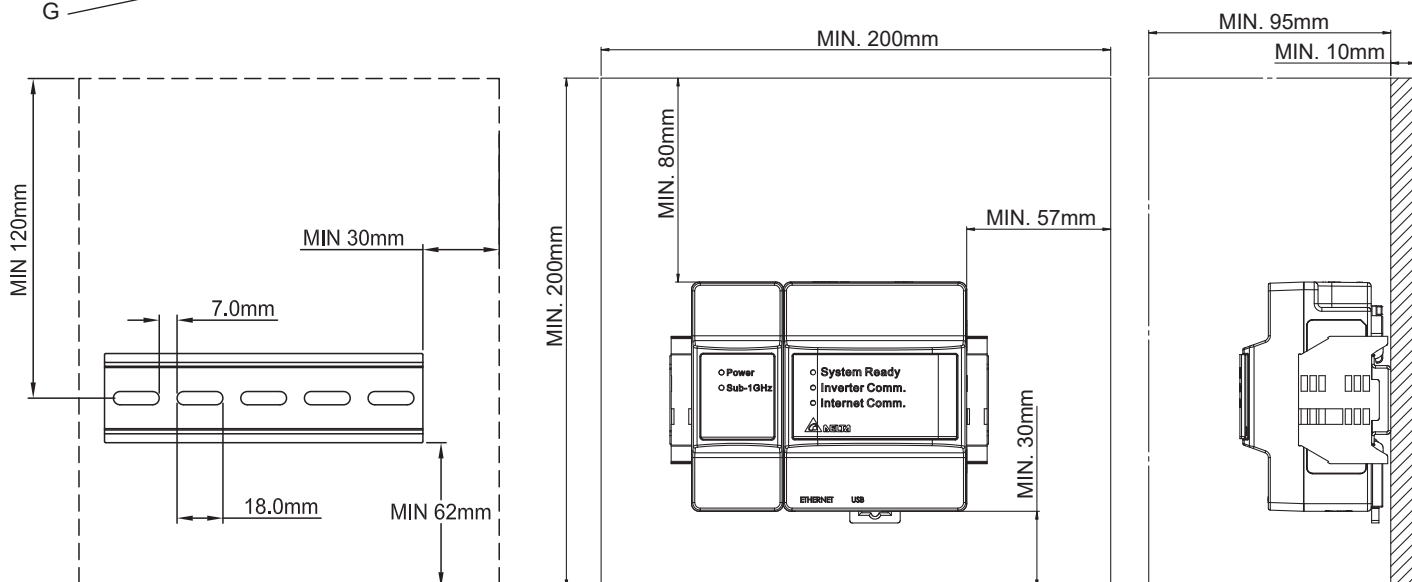 G
MIN 120mm
MIN 30mm
7.0mm
18.0mm
MIN 62mm
MIN. 200mm
MIN. 200mm
MIN. 80mm
MIN. 57mm
Power
Sub-1GHz
System Ready
Inverter Comm.
Internet Comm.
DELTA
ETHERNET USB
MIN. 30mm
MIN. 95mm
MIN. 10mm